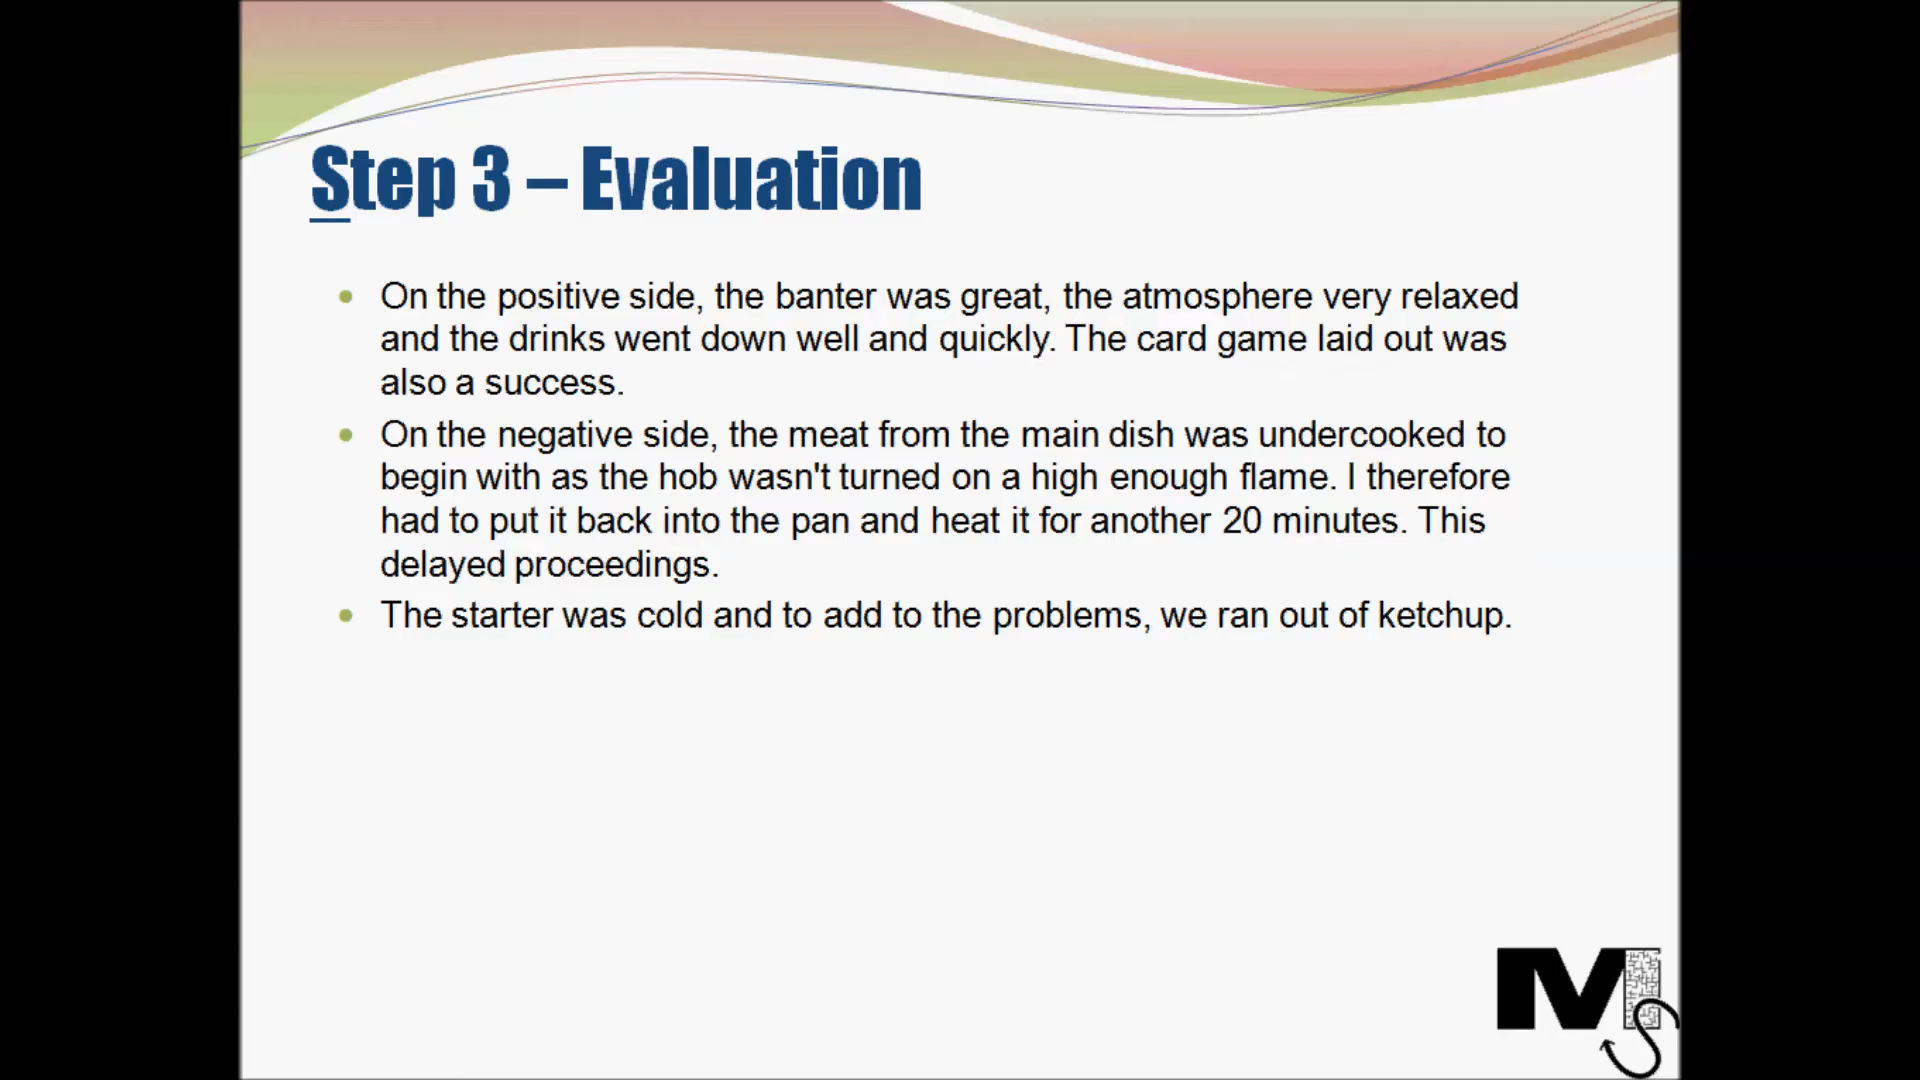 Step 3 – Evaluation
On the positive side, the banter was great, the atmosphere very relaxed
and the drinks went down well and quickly. The card game laid out was
also a success.
On the negative side, the meat from the main dish was undercooked to
begin with as the hob wasn't turned on a high enough flame. I therefore
had to put it back into the pan and heat it for another 20 minutes. This
delayed proceedings.
The starter was cold and to add to the problems, we ran out of ketchup.
MS